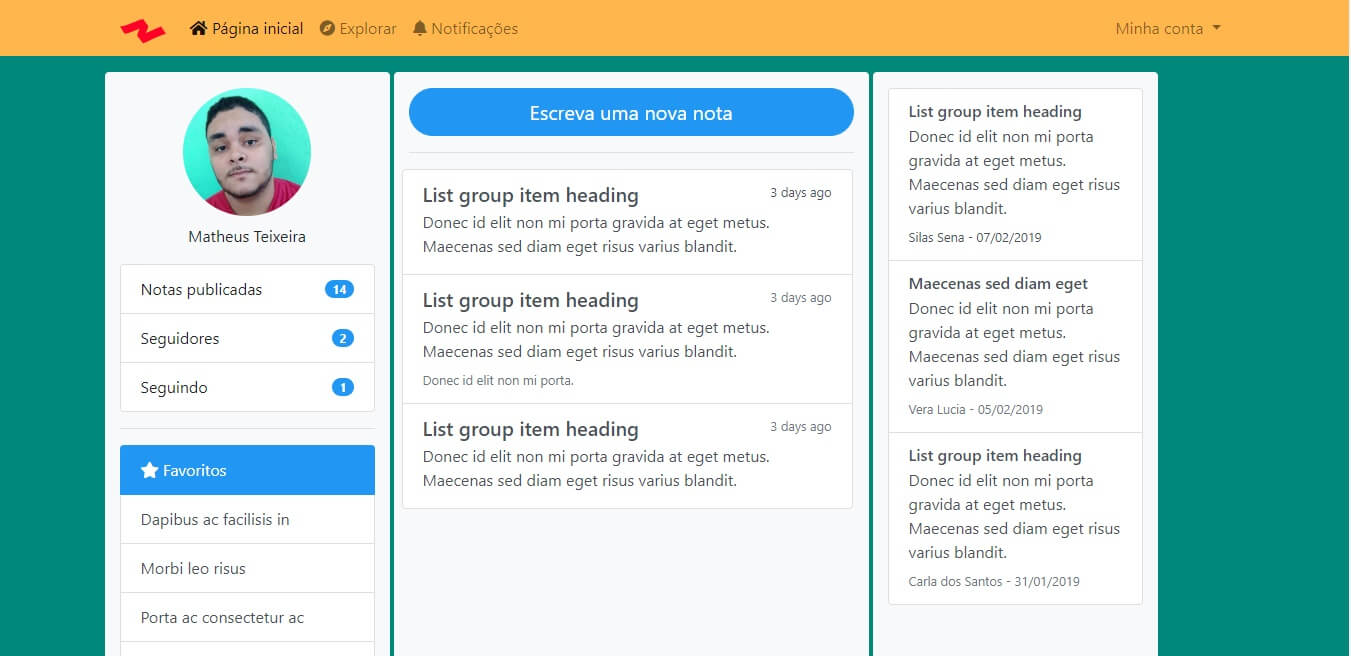 Página inicial
Explorar
Notificações
Minha conta
Matheus Teixeira
Notas publicadas 14
Seguidores 2
Seguindo 1
Favoritos
Dapibus ac facilisis in
Morbi leo risus
Porta ac consectetur ac
Escreva uma nova nota
List group item heading 3 days ago
Donec id elit non mi porta gravida at eget metus.
Maecenas sed diam eget risus varius blandit.
List group item heading 3 days ago
Donec id elit non mi porta gravida at eget metus.
Maecenas sed diam eget risus varius blandit.
Donec id elit non mi porta.
List group item heading 3 days ago
Donec id elit non mi porta gravida at eget metus.
Maecenas sed diam eget risus varius blandit.
List group item heading
Donec id elit non mi porta
gravida at eget metus.
Maecenas sed diam eget risus
varius blandit.
Silas Sena - 07/02/2019
Maecenas sed diam eget
Donec id elit non mi porta
gravida at eget metus.
Maecenas sed diam eget risus
varius blandit.
Vera Lucia - 05/02/2019
List group item heading
Donec id elit non mi porta
gravida at eget metus.
Maecenas sed diam eget risus
varius blandit.
Carla dos Santos - 31/01/2019